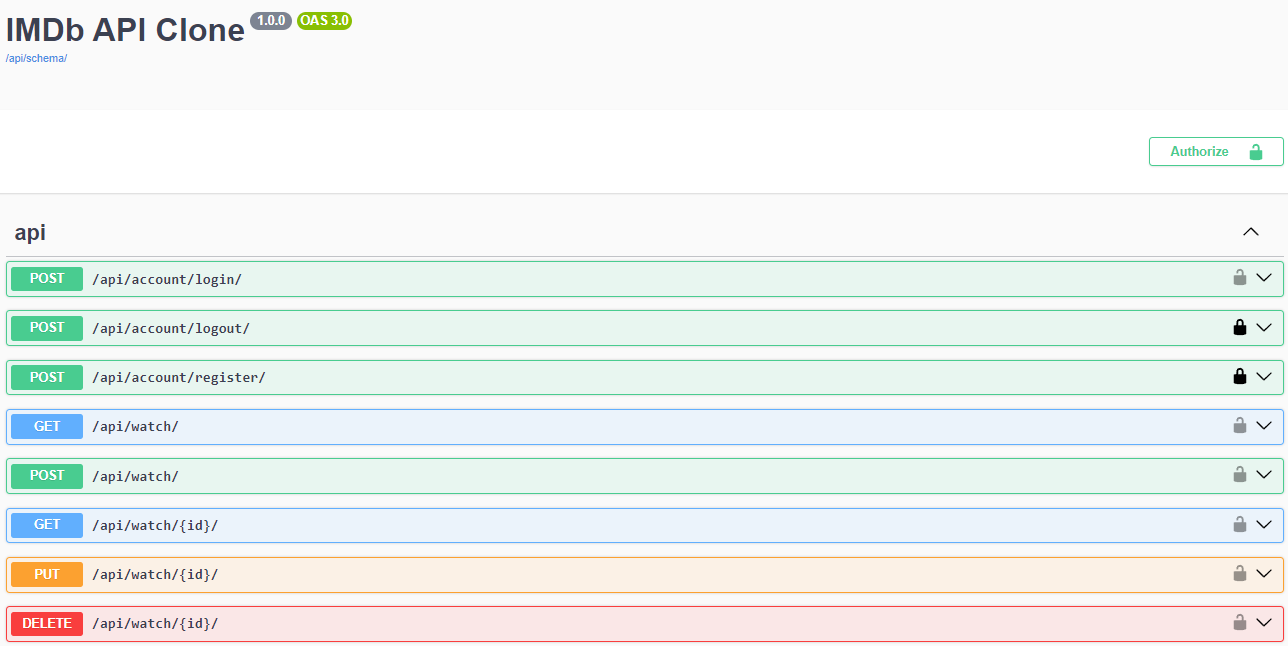 IMDb API Clone 1.0.0 OAS 3.0
/api/schema/
Authorize
api
POST /api/account/login/
POST /api/account/logout/
POST /api/account/register/
GET /api/watch/
POST /api/watch/
GET /api/watch/{id}/
PUT /api/watch/{id}/
DELETE /api/watch/{id}/